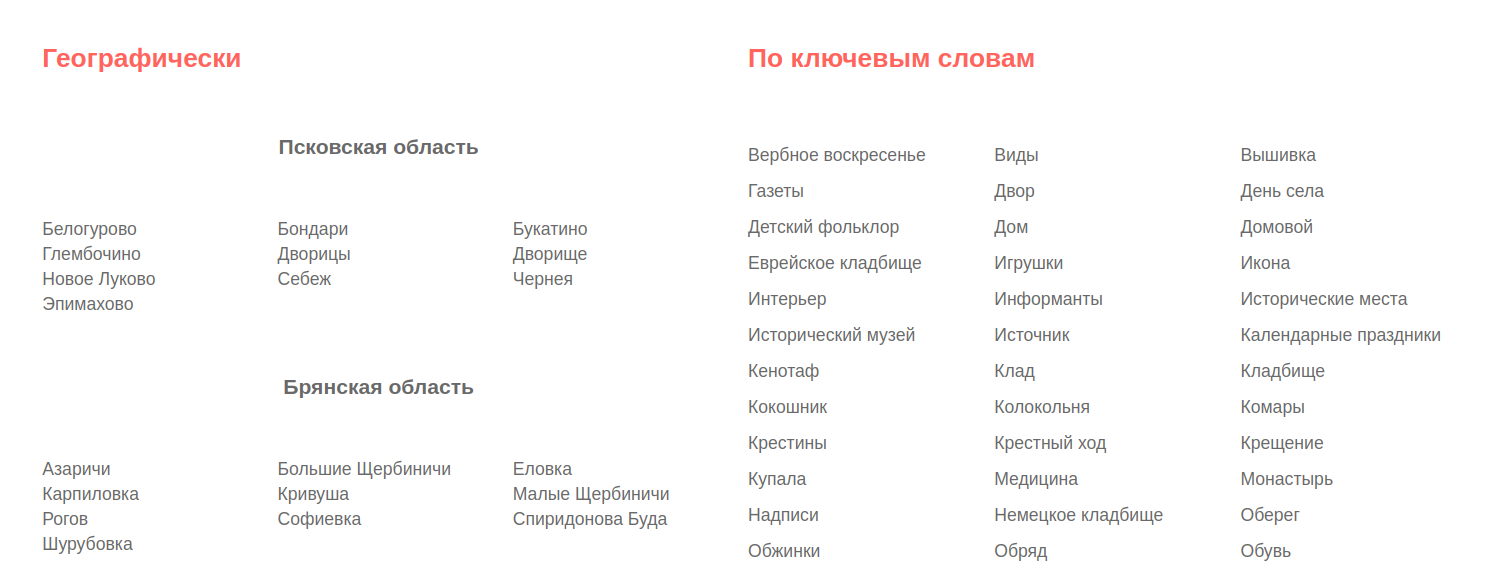 Географически
Псковская область
Белогурово Бондари Букатино
Глембочино Дворицы Дворище
Новое Луково Себеж Чернея
Эпимахово
Брянская область
Азаричи Большие Щербиничи Еловка
Карпиловка Кривуша Малые Щербиничи
Рогов Софиевка Спиридонова Буда
Шурубовка
По ключевым словам
Вербное воскресенье Виды Вышивка
Газеты Двор День села
Детский фольклор Дом Домовой
Еврейское кладбище Игрушки Икона
Интерьер Информанты Исторические места
Исторический музей Источник Календарные праздники
Кенотаф Клад Кладбище
Кокошник Колокольня Комары
Крестины Крестный ход Крещение
Купала Медицина Монастырь
Надписи Немецкое кладбище Оберег
Обжинки Обряд Обувь